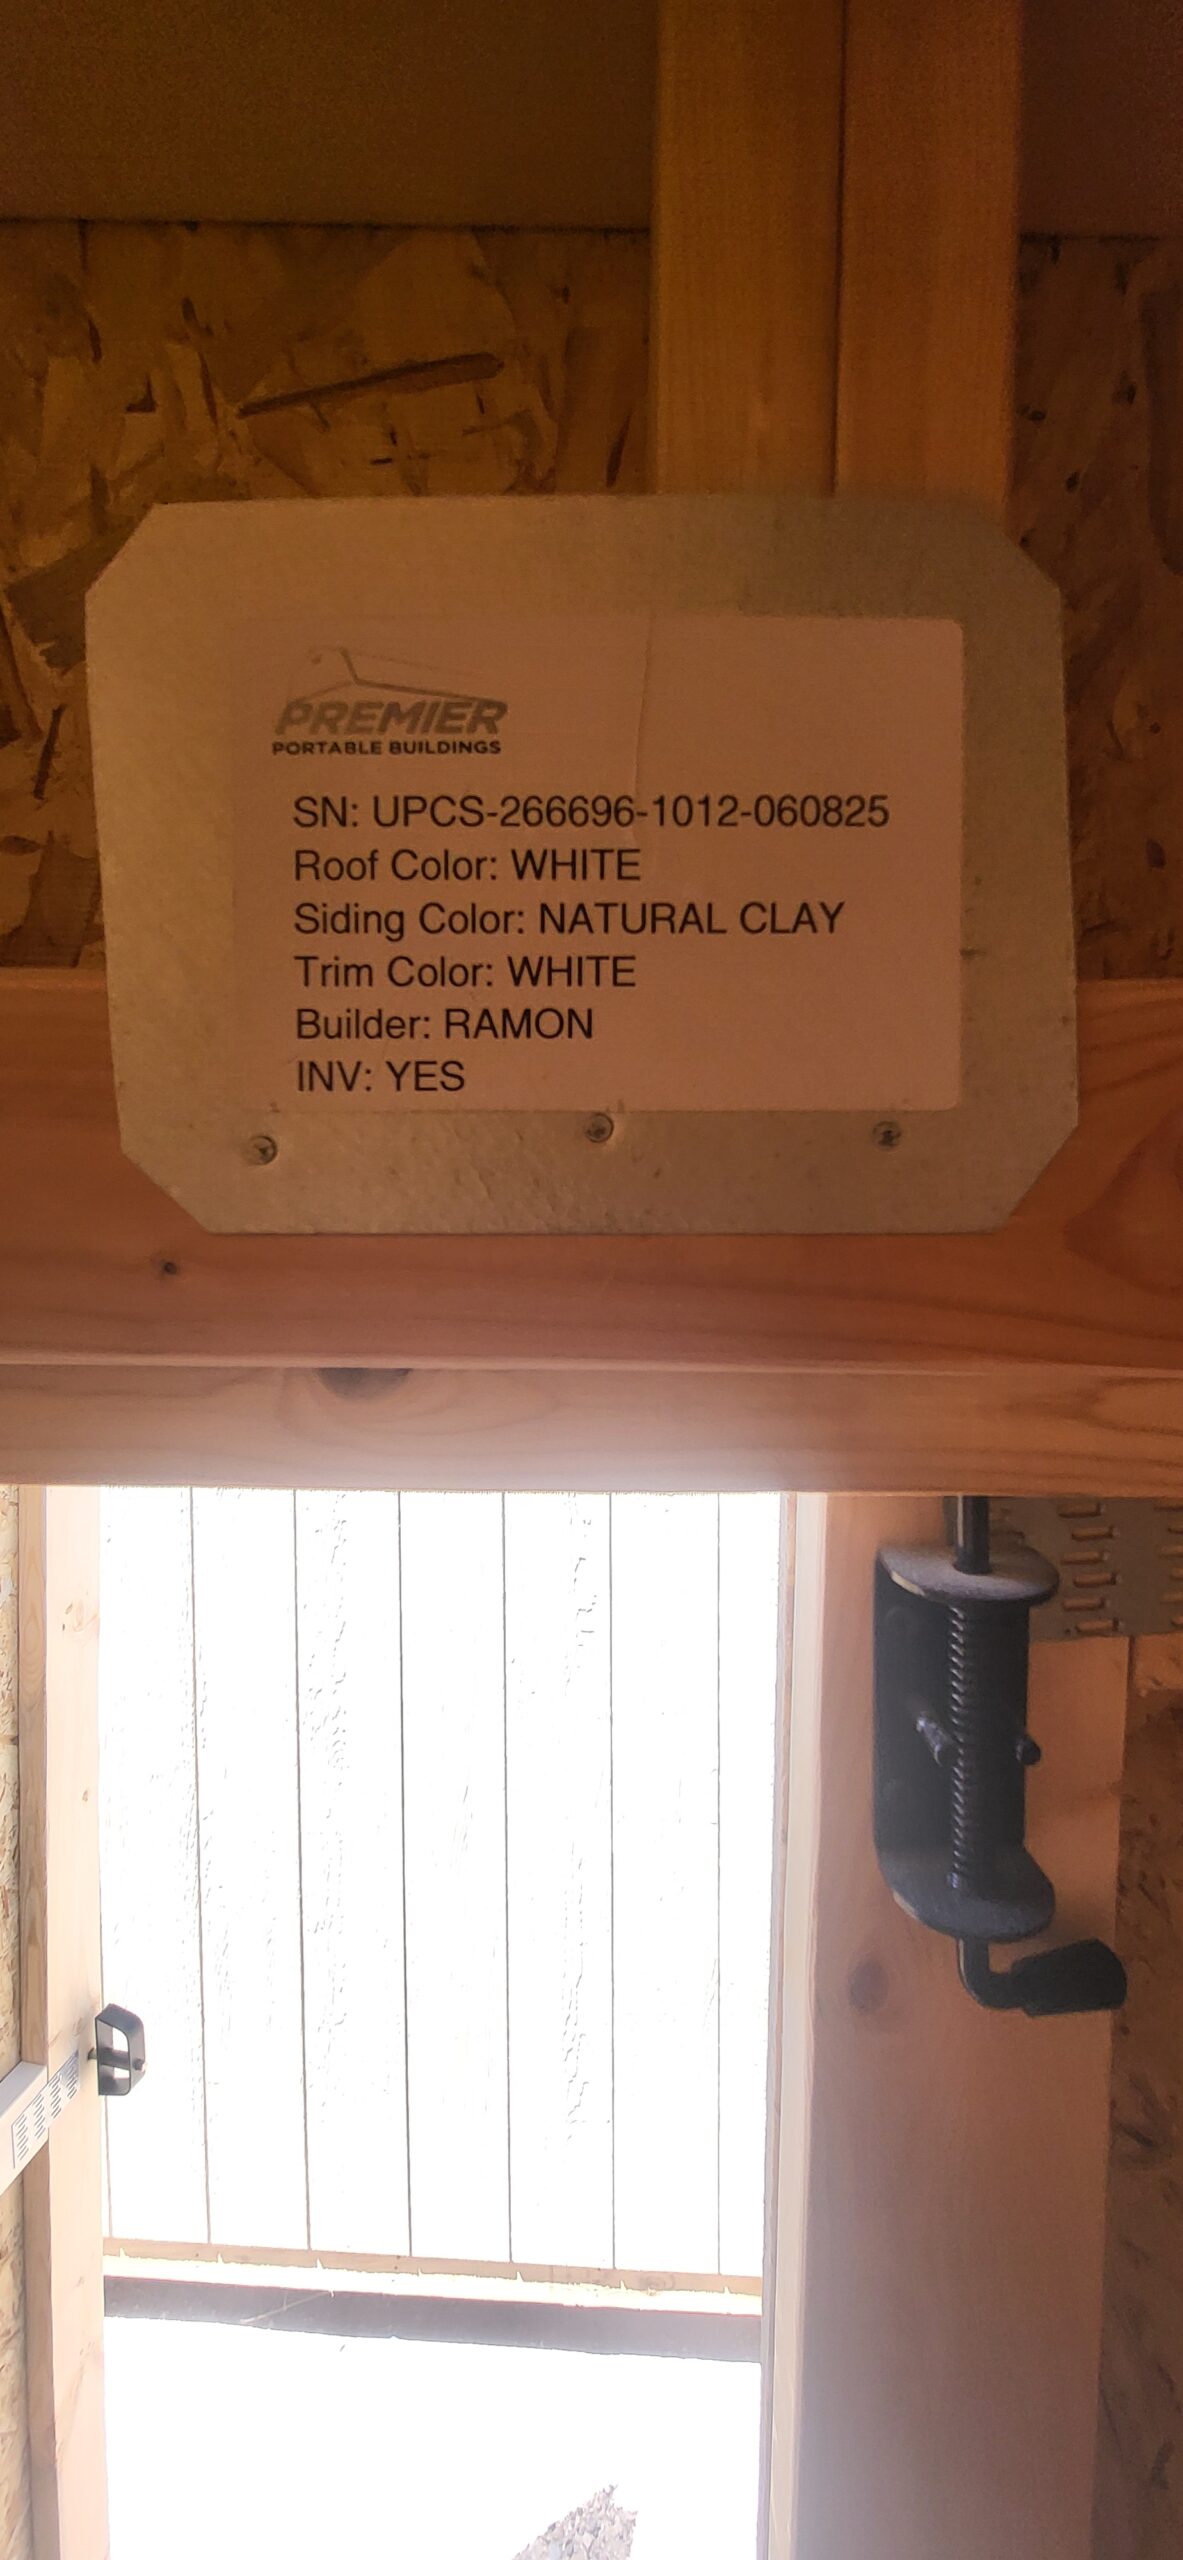 PREMIER
PORTABLE BUILDINGS
SN: UPCS-266696-1012-060825
Roof Color: WHITE
Siding Color: NATURAL CLAY
Trim Color: WHITE
Builder: RAMON
INV: YES